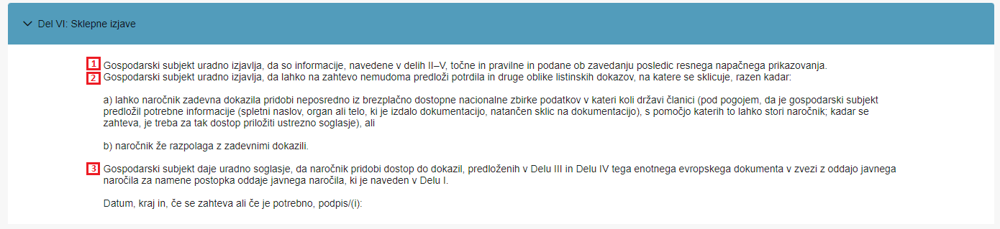 Del VI: Sklepne izjave
1 Gospodarski subjekt uradno izjavlja, da so informacije, navedene v delih II–V, točne in pravilne in podane ob zavedanju posledic resnega napačnega prikazovanja.
2 Gospodarski subjekt uradno izjavlja, da lahko na zahtevo nemudoma predloži potrdila in druge oblike listinskih dokazov, na katere se sklicuje, razen kadar:
a) lahko naročnik zadevna dokazila pridobi neposredno iz brezplačno dostopne nacionalne zbirke podatkov v kateri koli državi članici (pod pogojem, da je gospodarski subjekt
predložil potrebne informacije (spletni naslov, organ ali telo, ki je izdalo dokumentacijo, natančen sklic na dokumentacijo), s pomočjo katerih to lahko stori naročnik; kadar se
zahteva, je treba za tak dostop priložiti ustrezno soglasje), ali
b) naročnik že razpolaga z zadevnimi dokazili.
3 Gospodarski subjekt daje uradno soglasje, da naročnik pridobi dostop do dokazil, predloženih v Delu III in Delu IV tega enotnega evropskega dokumenta v zvezi z oddajo javnega
naročila za namene postopka oddaje javnega naročila, ki je naveden v Delu I.
Datum, kraj in, če se zahteva ali če je potrebno, podpis/(i):